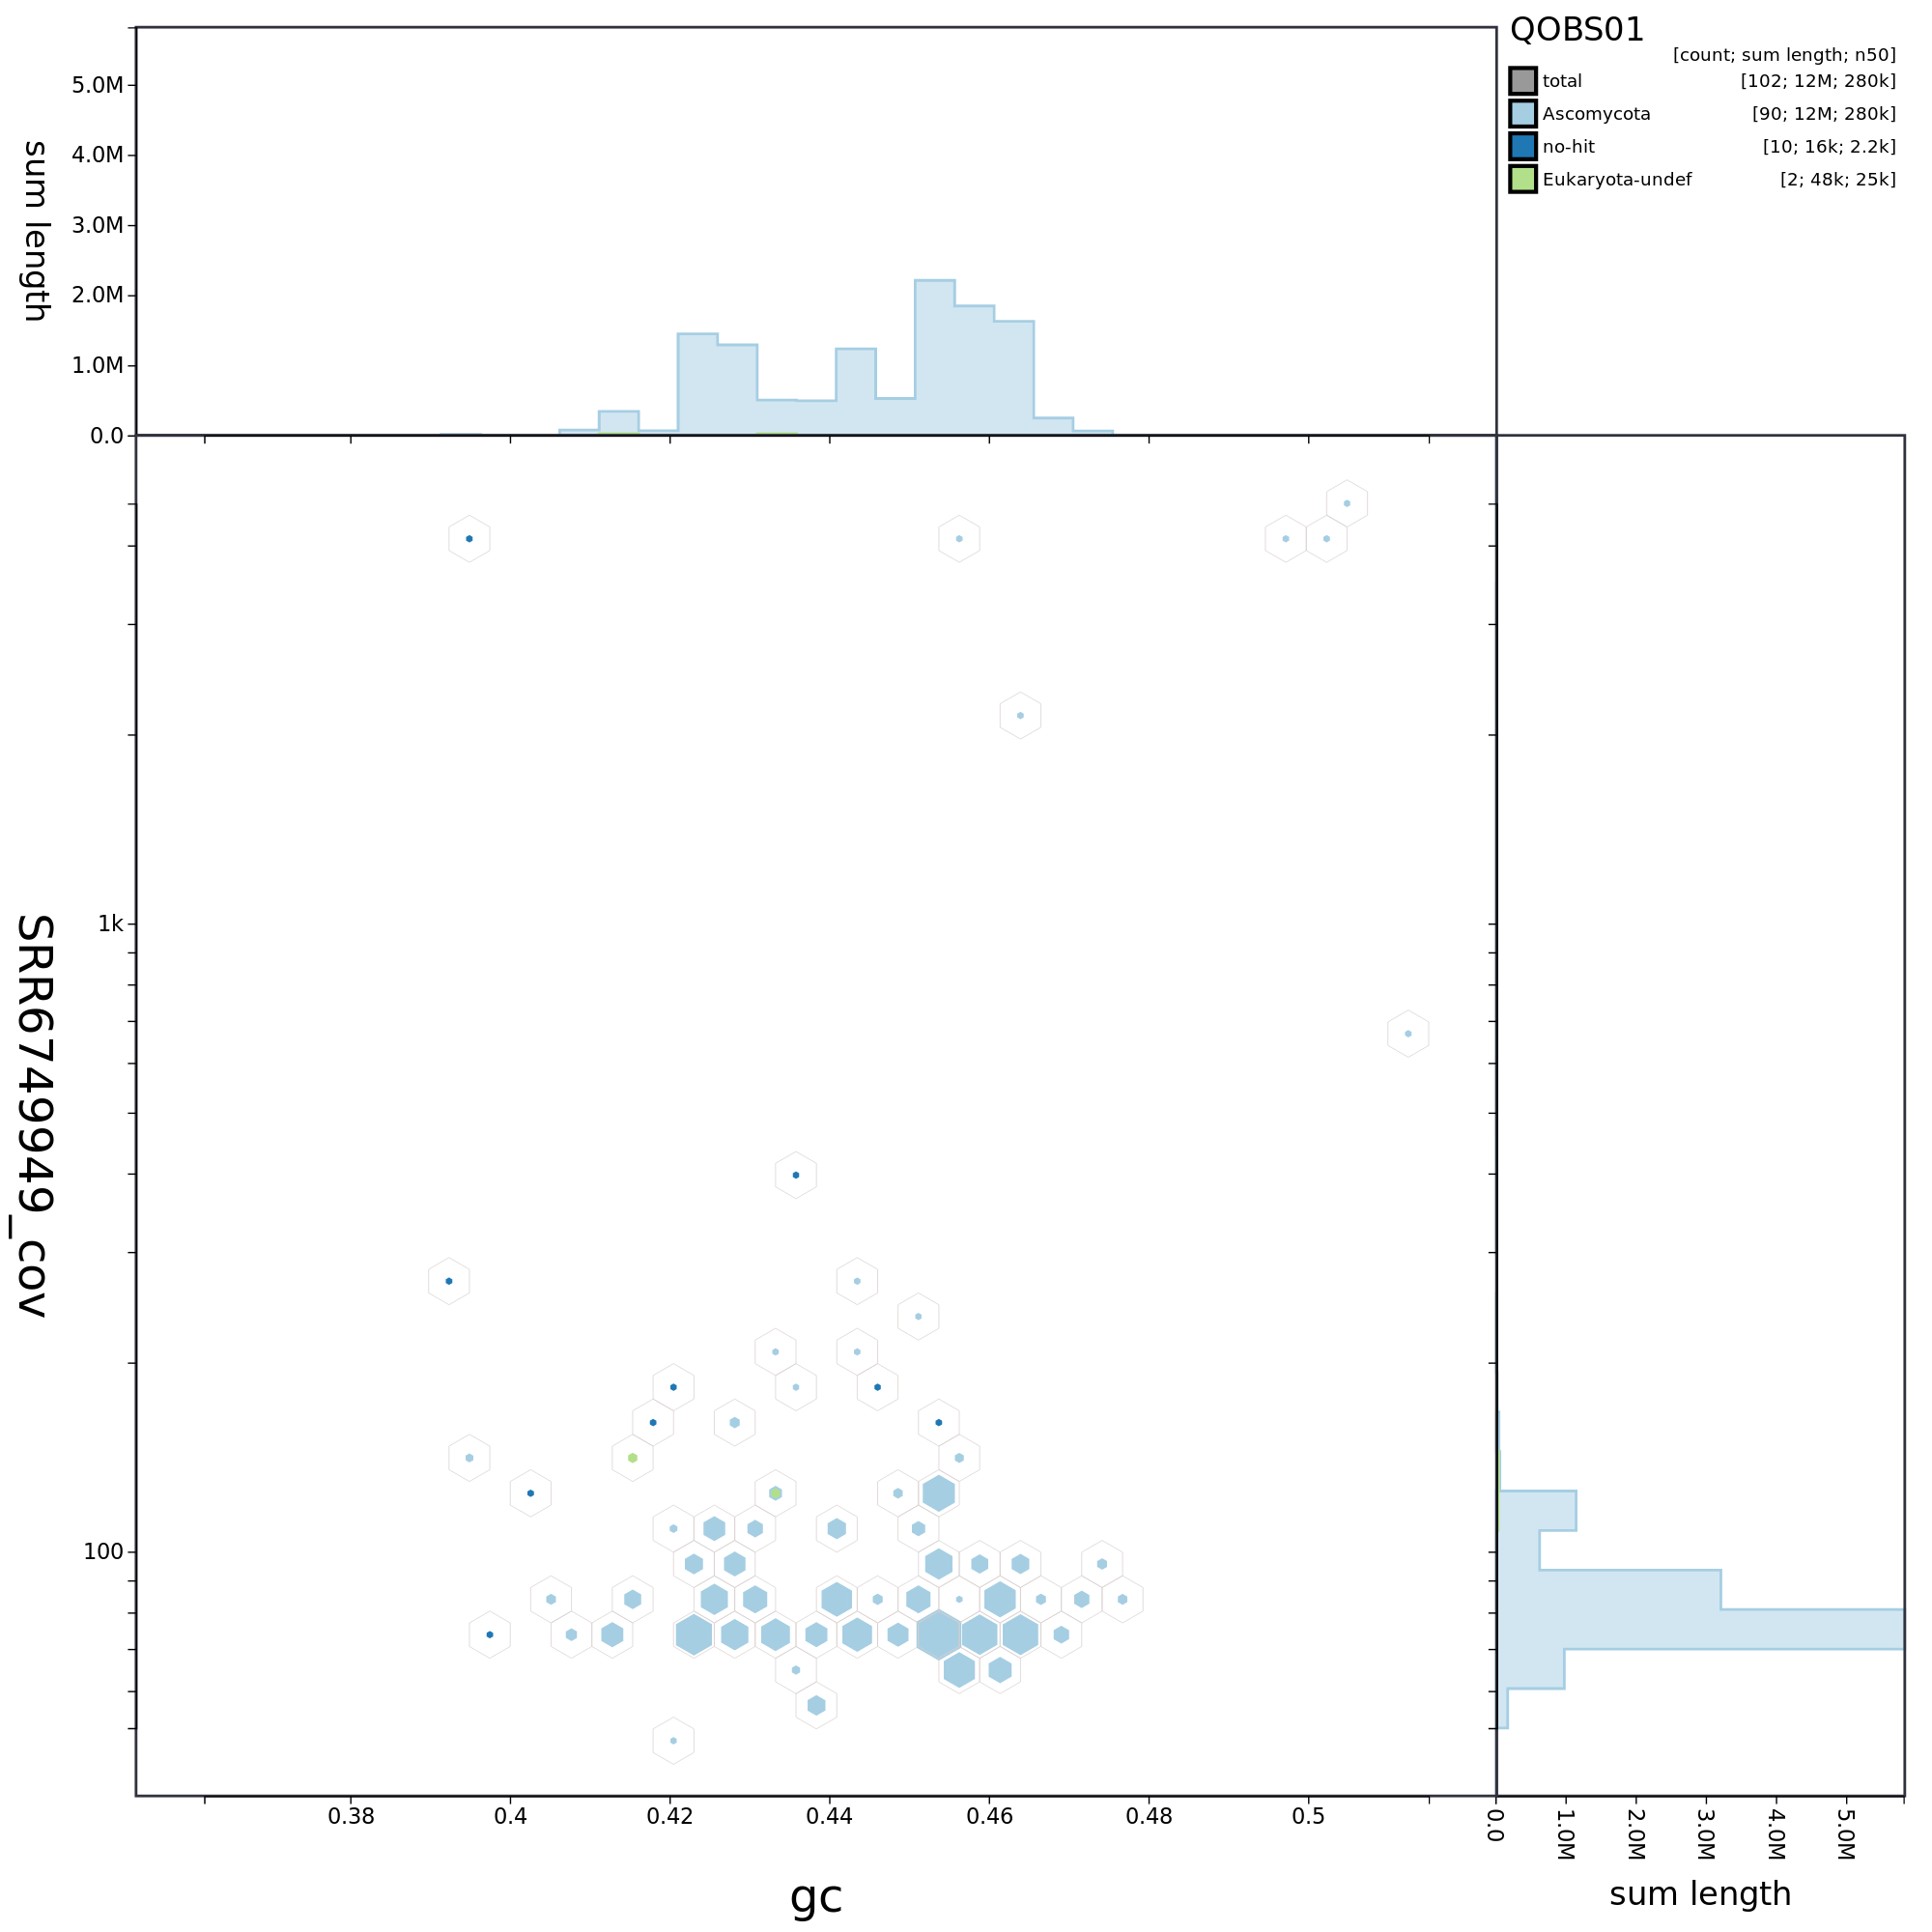 QOBS01
[count; sum length; n50]
total [102; 12M; 280k]
Ascomycota [90; 12M; 280k]
no-hit [10; 16k; 2.2k]
Eukaryota-undef [2; 48k; 25k]
sum length
5.0M
4.0M
3.0M
2.0M
1.0M
0.0
SRR6749949_cov
1k
100
0.38 0.4 0.42 0.44 0.46 0.48 0.5
gc
0.0 1.0M 2.0M 3.0M 4.0M 5.0M
sum length